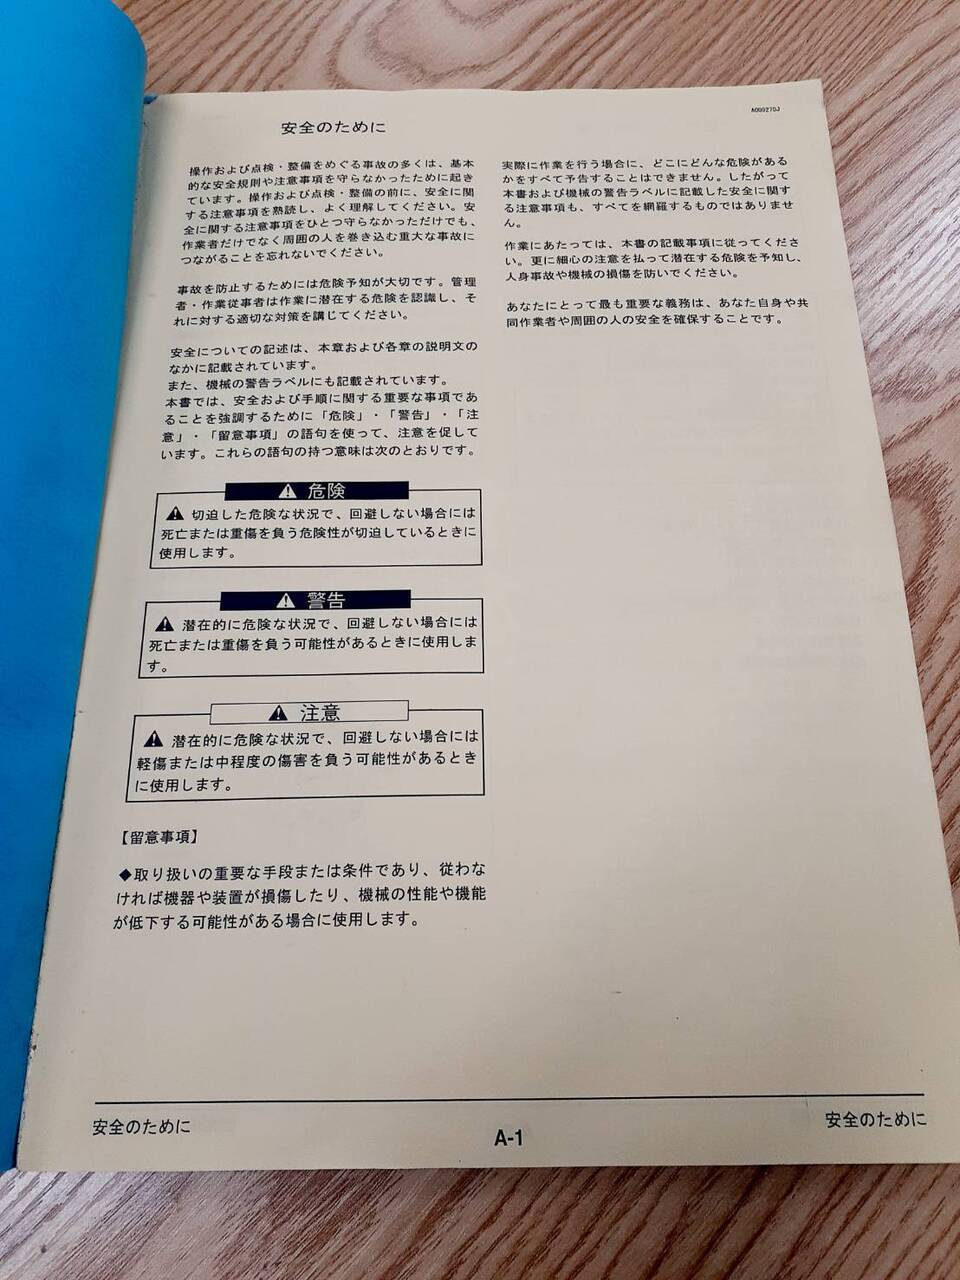 A000270J
安全のために
操作および点検・整備をめぐる事故の多くは、基本
的な安全規則や注意事項を守らなかったために起き
ています。操作および点検・整備の前に、安全に関
する注意事項を熟読し、よく理解してください。安
全に関する注意事項をひとつ守らなかっただけでも、
作業者だけでなく周囲の人を巻き込む重大な事故に
つながることを忘れないでください。
事故を防止するためには危険予知が大切です。管理
者・作業従事者は作業に潜在する危険を認識し、そ
れに対する適切な対策を講じてください。
安全についての記述は、本章および各章の説明文の
なかに記載されています。
また、機械の警告ラベルにも記載されています。
本書では、安全および手順に関する重要な事項であ
ることを強調するために「危険」・「警告」・「注
意」・「留意事項」の語句を使って、注意を促して
います。これらの語句の持つ意味は次のとおりです。
⚠ 危険
⚠ 切迫した危険な状況で、回避しない場合には
死亡または重傷を負う危険性が切迫しているときに
使用します。
⚠ 警告
⚠ 潜在的に危険な状況で、回避しない場合には
死亡または重傷を負う可能性があるときに使用しま
す。
⚠ 注意
⚠ 潜在的に危険な状況で、回避しない場合には
軽傷または中程度の傷害を負う可能性があるとき
に使用します。
【留意事項】
◆取り扱いの重要な手段または条件であり、従わな
ければ機器や装置が損傷したり、機械の性能や機能
が低下する可能性がある場合に使用します。
実際に作業を行う場合に、どこにどんな危険がある
かをすべて予告することはできません。したがって
本書および機械の警告ラベルに記載した安全に関す
る注意事項も、すべてを網羅するものではありませ
ん。
作業にあたっては、本書の記載事項に従ってくださ
い。更に細心の注意を払って潜在する危険を予知し、
人身事故や機械の損傷を防いでください。
あなたにとって最も重要な義務は、あなた自身や共
同作業者や周囲の人の安全を確保することです。
安全のために
A-1
安全のために